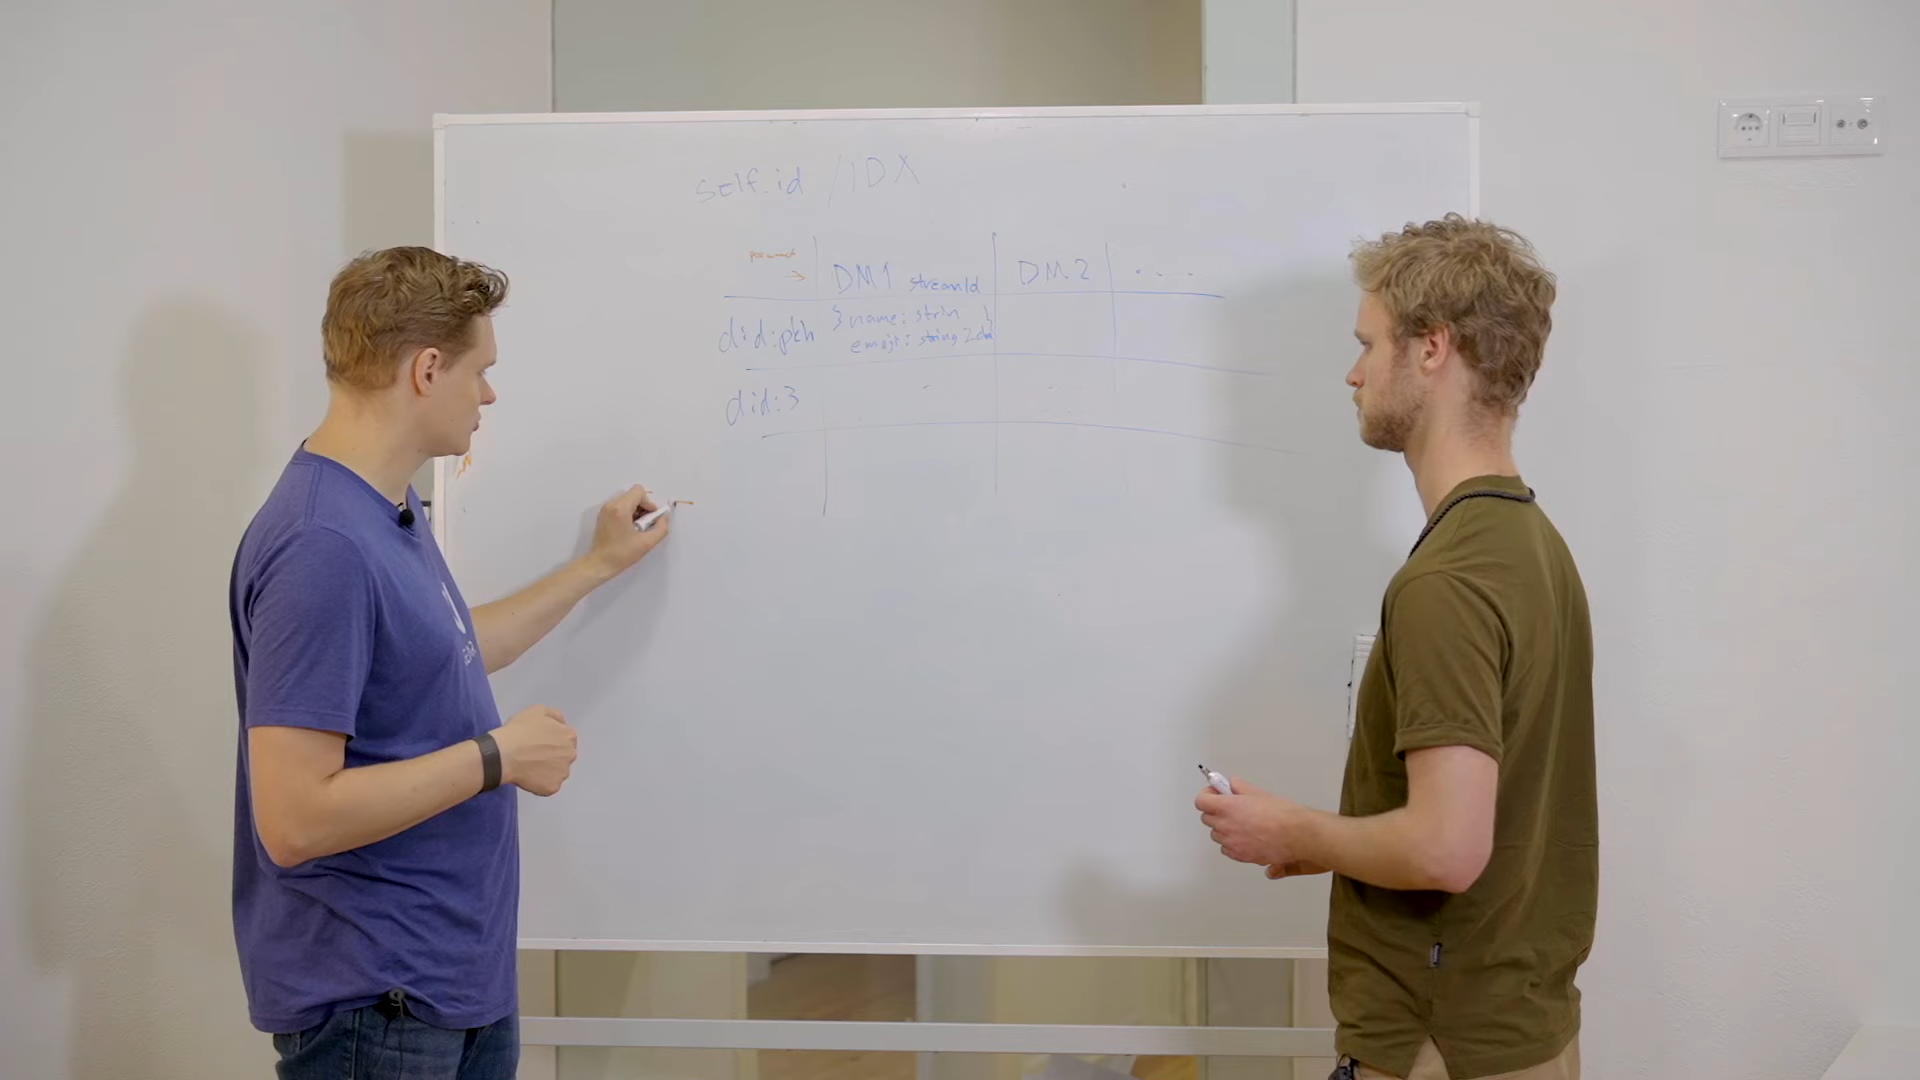 self.id / IDX
DM1 streamId DM2 ....
did:pkh { name: strin }
emoji: string
did:3